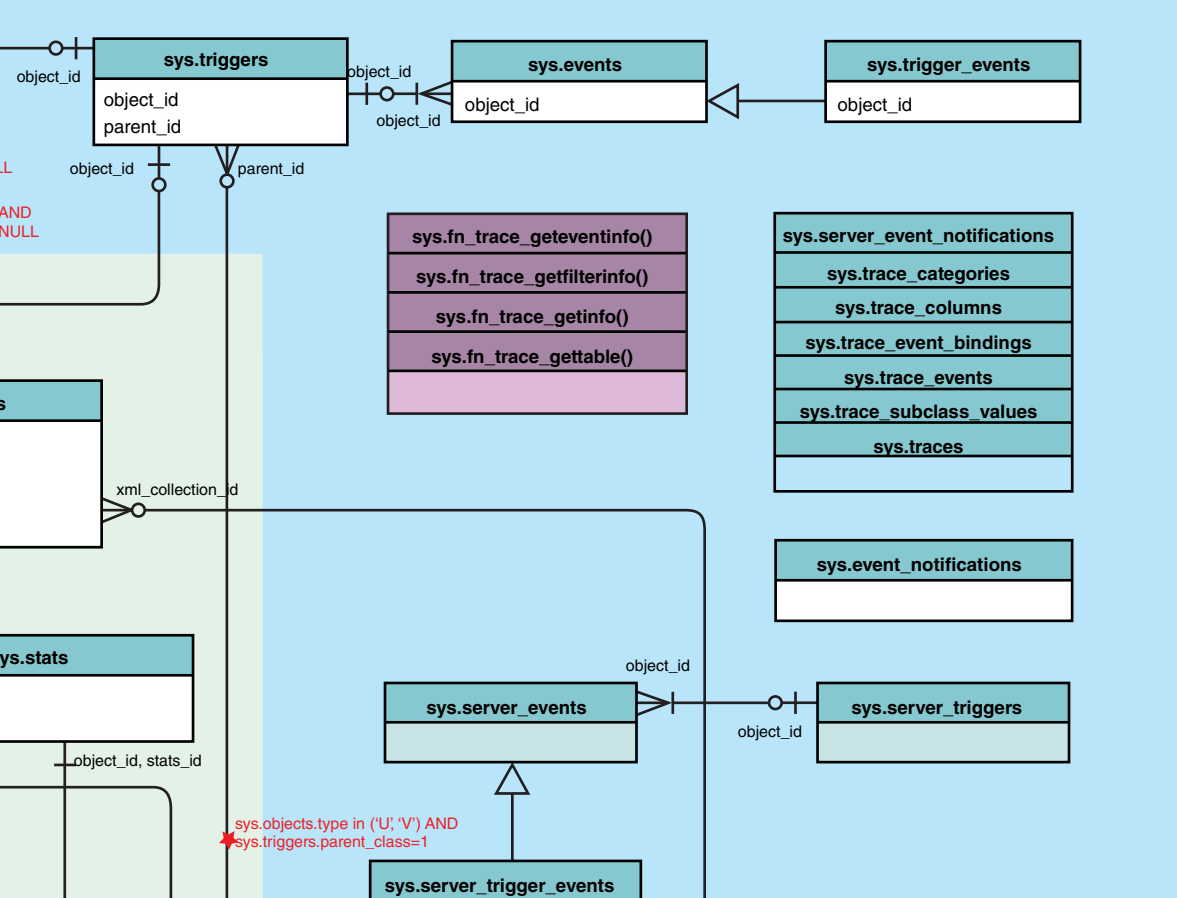 object_id
sys.triggers
object_id
parent_id
object_id
object_id
sys.events
object_id
sys.trigger_events
object_id
object_id
parent_id
LL
AND
NULL
sys.fn_trace_geteventinfo()
sys.fn_trace_getfilterinfo()
sys.fn_trace_getinfo()
sys.fn_trace_gettable()
sys.server_event_notifications
sys.trace_categories
sys.trace_columns
sys.trace_event_bindings
sys.trace_events
sys.trace_subclass_values
sys.traces
s
xml_collection_id
sys.event_notifications
ys.stats
object_id, stats_id
object_id
sys.server_events
object_id
sys.server_triggers
sys.objects.type in (‘U’, ‘V’) AND
sys.triggers.parent_class=1
sys.server_trigger_events